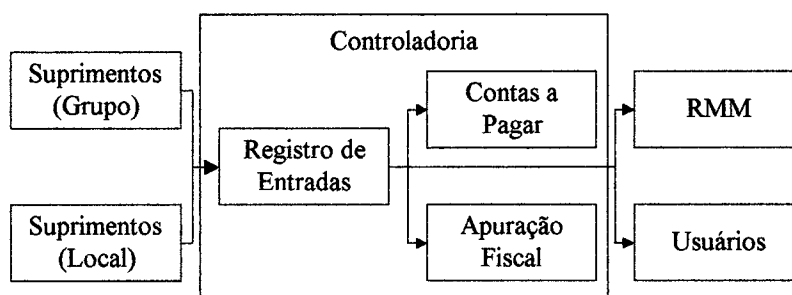 Controladoria
Suprimentos
(Grupo)
Suprimentos
(Local)
Registro de
Entradas
Contas a
Pagar
Apuração
Fiscal
RMM
Usuários